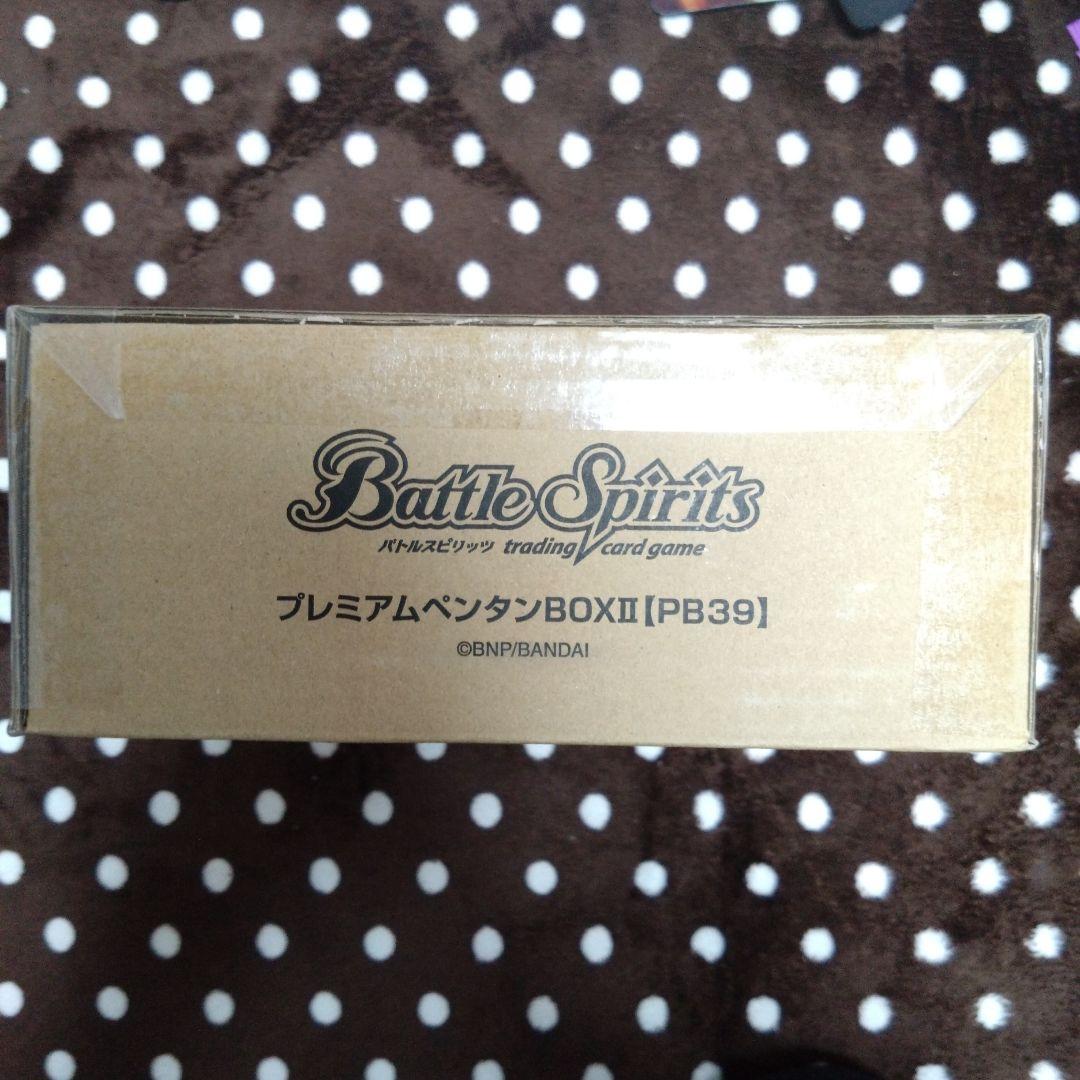 Battle Spirits
バトルスピリッツ trading card game
プレミアムペンタンBOXⅡ【PB39】
©BNP/BANDAI